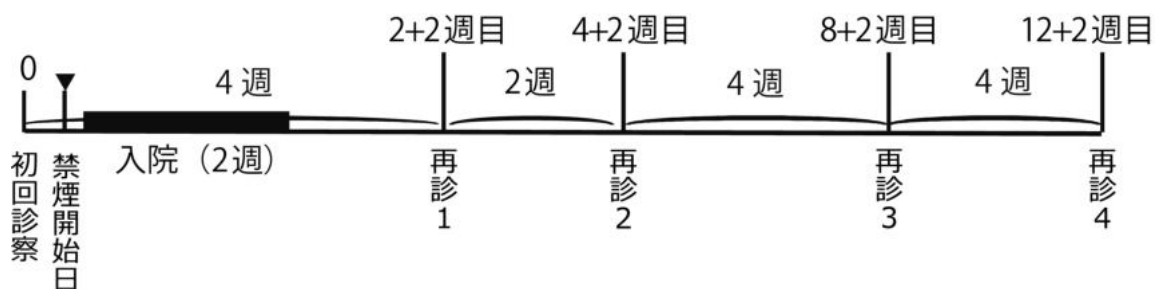 2+2週目 4+2週目 8+2週目 12+2週目
0 4週 2週 4週 4週
入院（2週）
初回診察
禁煙開始日
再診1
再診2
再診3
再診4